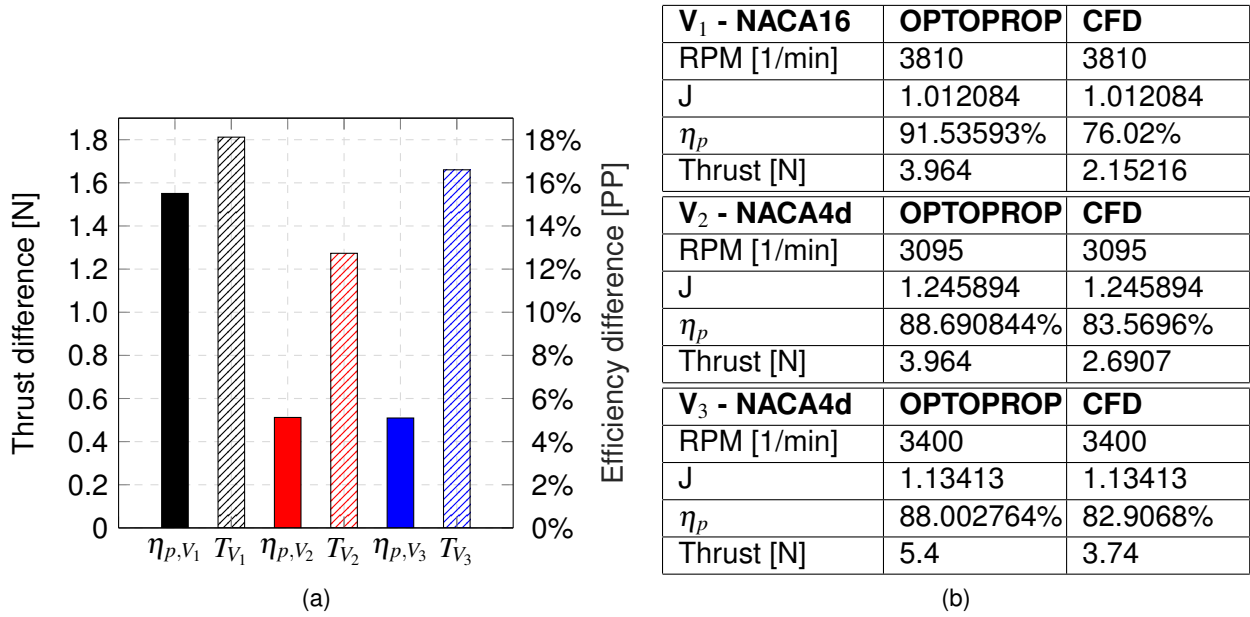 Thrust difference [N]
1.8
1.6
1.4
1.2
1.0
0.8
0.6
0.4
0.2
0
18%
16%
14%
12%
10%
8%
6%
4%
2%
0%
Efficiency difference [PP]
ηp,V1 TV1 ηp,V2 TV2 ηp,V3 TV3
(a)
V1 - NACA16 OPTOPROP CFD
RPM [1/min] 3810 3810
J 1.012084 1.012084
ηp 91.53593% 76.02%
Thrust [N] 3.964 2.15216
V2 - NACA4d OPTOPROP CFD
RPM [1/min] 3095 3095
J 1.245894 1.245894
ηp 88.690844% 83.5696%
Thrust [N] 3.964 2.6907
V3 - NACA4d OPTOPROP CFD
RPM [1/min] 3400 3400
J 1.13413 1.13413
ηp 88.002764% 82.9068%
Thrust [N] 5.4 3.74
(b)